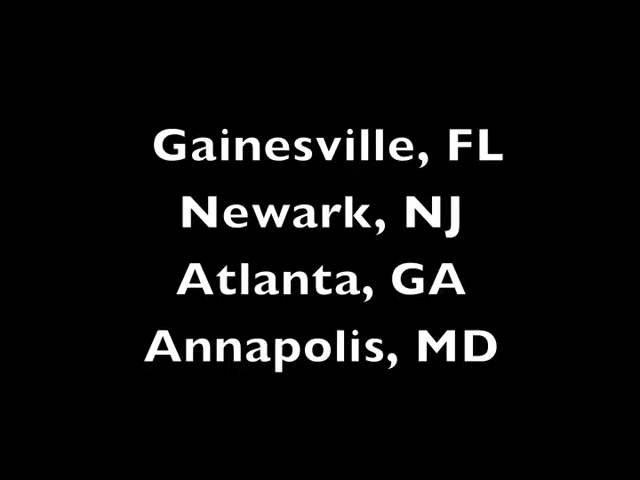 Gainesville, FL
Newark, NJ
Atlanta, GA
Annapolis, MD